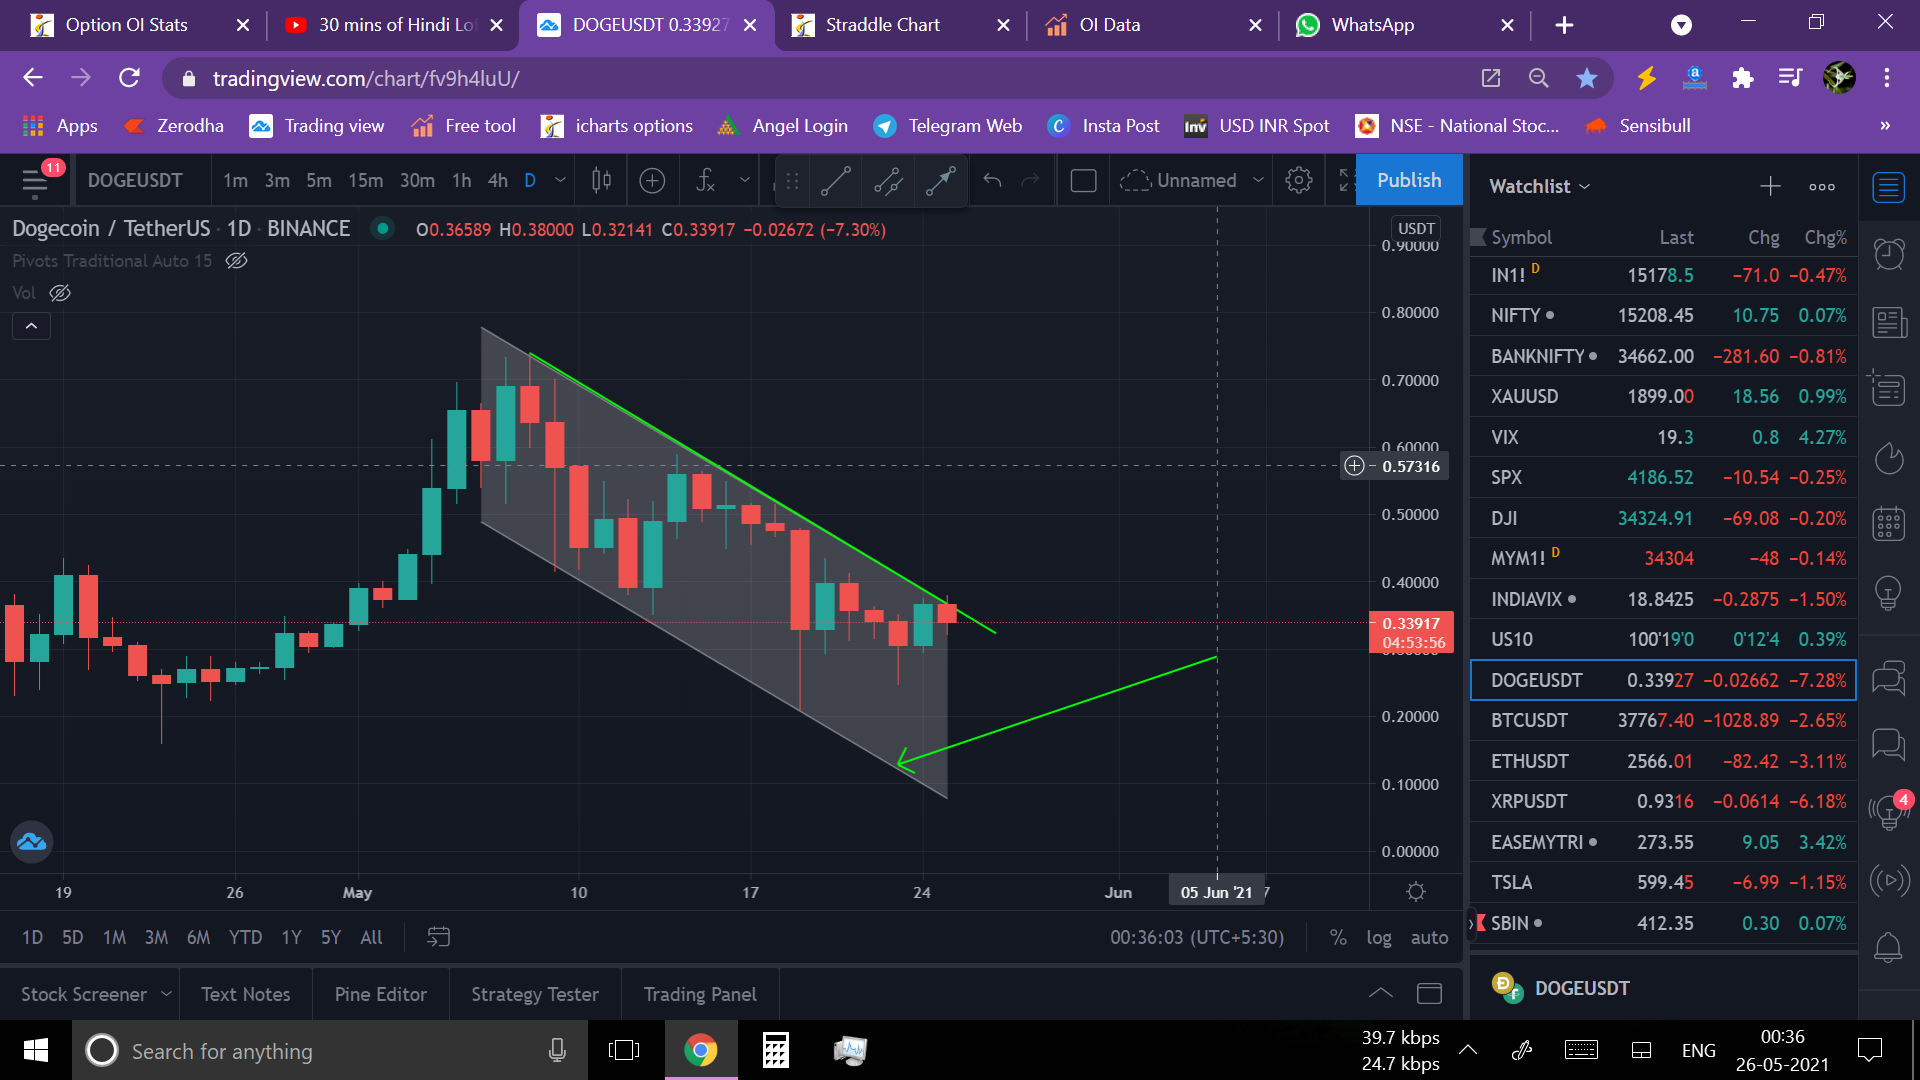 Option OI Stats
30 mins of Hindi Lo
DOGEUSDT 0.33927
Straddle Chart
OI Data
WhatsApp
tradingview.com/chart/fv9h4luU/
Apps
Zerodha
Trading view
Free tool
icharts options
Angel Login
Telegram Web
Insta Post
Inv USD INR Spot
NSE - National Stoc...
Sensibull
»
11
DOGEUSDT
1m 3m 5m 15m 30m 1h 4h D
Unnamed
Publish
Watchlist
Dogecoin / TetherUS · 1D · BINANCE
O0.36589 H0.38000 L0.32141 C0.33917 −0.02672 (−7.30%)
Pivots Traditional Auto 15
Vol
USDT
0.90000
0.80000
0.70000
0.60000
0.57316
0.50000
0.40000
0.33917
04:53:56
0.20000
0.10000
0.00000
19 26 May 10 17 24 Jun 05 Jun '21 7
Symbol Last Chg Chg%
IN1! D 15178.5 −71.0 −0.47%
NIFTY 15208.45 10.75 0.07%
BANKNIFTY 34662.00 −281.60 −0.81%
XAUUSD 1899.00 18.56 0.99%
VIX 19.3 0.8 4.27%
SPX 4186.52 −10.54 −0.25%
DJI 34324.91 −69.08 −0.20%
MYM1! D 34304 −48 −0.14%
INDIAVIX 18.8425 −0.2875 −1.50%
US10 100'19'0 0'12'4 0.39%
DOGEUSDT 0.33927 −0.02662 −7.28%
BTCUSDT 37767.40 −1028.89 −2.65%
ETHUSDT 2566.01 −82.42 −3.11%
XRPUSDT 0.9316 −0.0614 −6.18%
EASEMYTRI 273.55 9.05 3.42%
TSLA 599.45 −6.99 −1.15%
SBIN 412.35 0.30 0.07%
4
1D 5D 1M 3M 6M YTD 1Y 5Y All
00:36:03 (UTC+5:30)
% log auto
Stock Screener
Text Notes
Pine Editor
Strategy Tester
Trading Panel
DOGEUSDT
Search for anything
39.7 kbps
24.7 kbps
ENG
00:36
26-05-2021